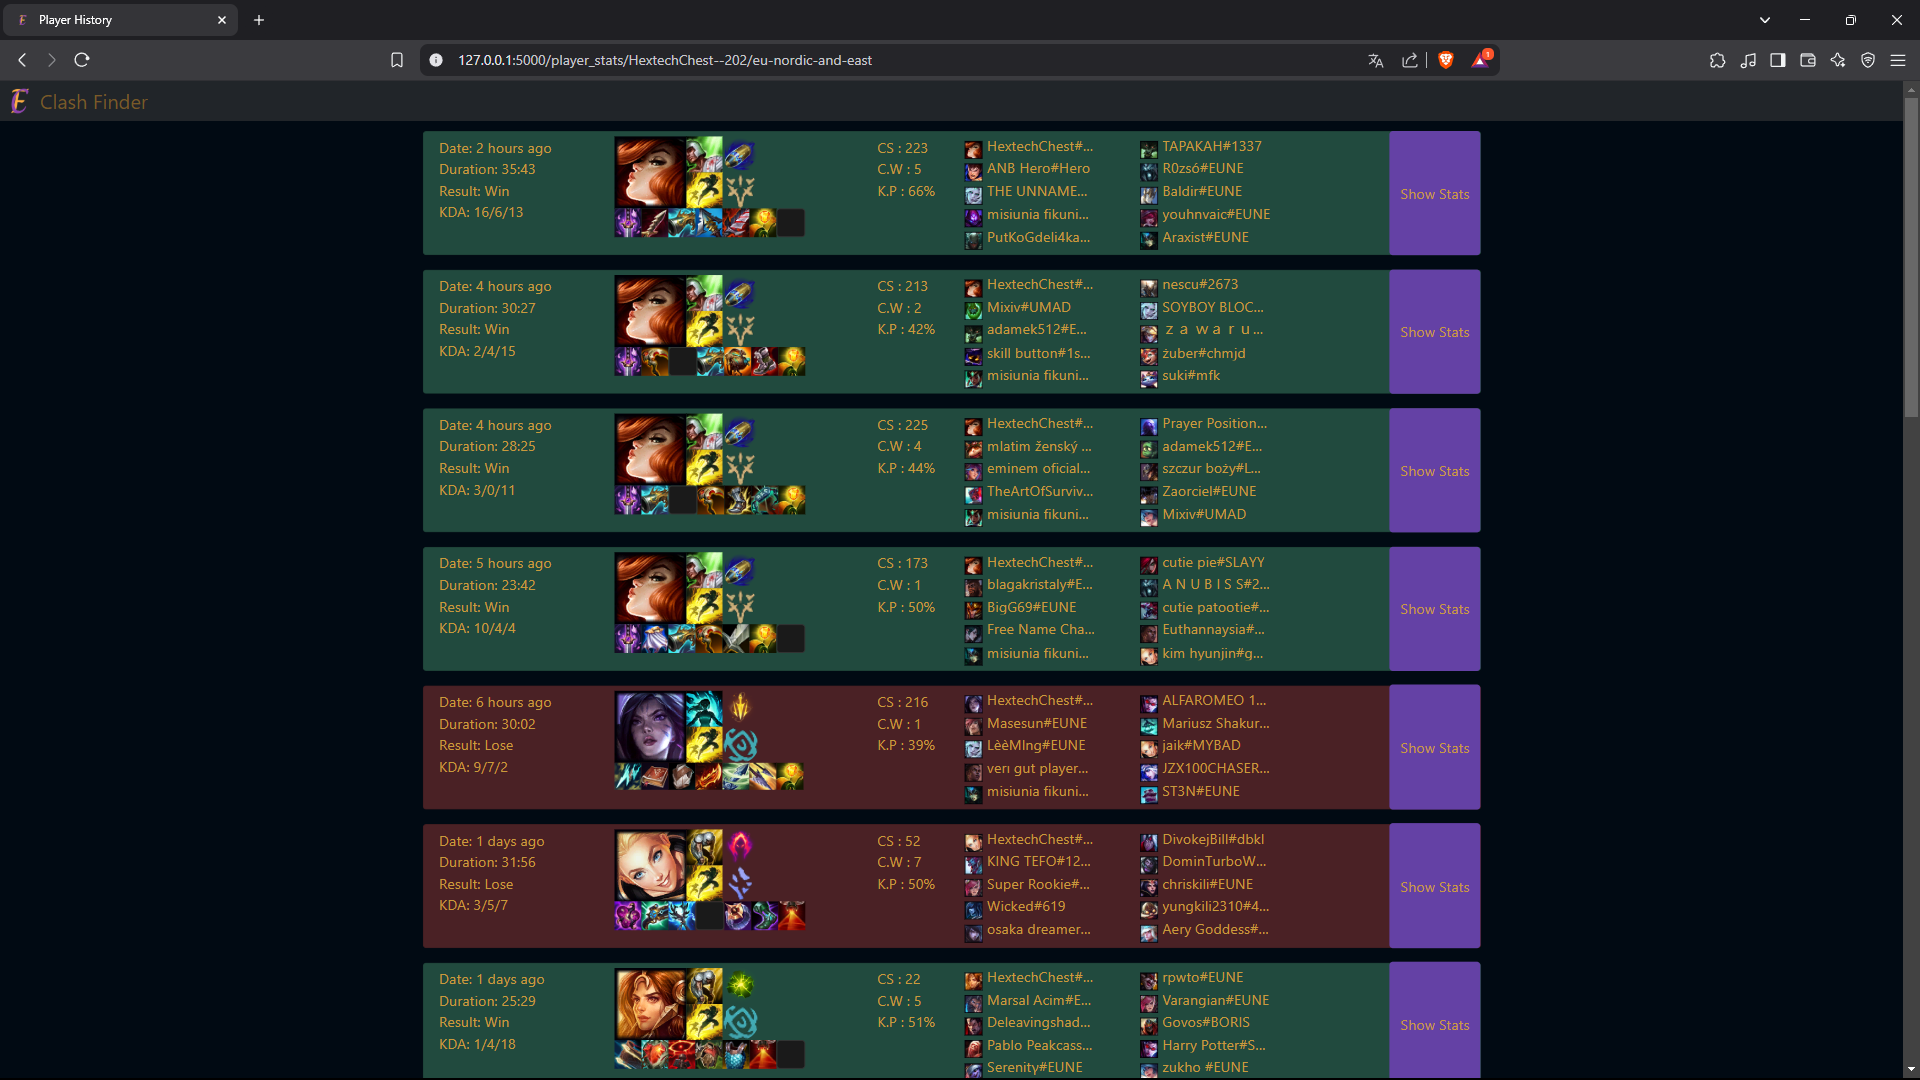 Player History
127.0.0.1:5000/player_stats/HextechChest--202/eu-nordic-and-east
1
Clash Finder
Date: 2 hours ago
Duration: 35:43
Result: Win
KDA: 16/6/13
CS : 223
C.W : 5
K.P : 66%
HextechChest#...
ANB Hero#Hero
THE UNNAME...
misiunia fikuni...
PutKoGdeli4ka...
TAPAKAH#1337
R0zsó#EUNE
Baldir#EUNE
youhnvaic#EUNE
Araxist#EUNE
Show Stats
Date: 4 hours ago
Duration: 30:27
Result: Win
KDA: 2/4/15
CS : 213
C.W : 2
K.P : 42%
HextechChest#...
Mixiv#UMAD
adamek512#E...
skill button#1s...
misiunia fikuni...
nescu#2673
SOYBOY BLOC...
ｚａｗａｒｕ...
żuber#chmjd
suki#mfk
Show Stats
Date: 4 hours ago
Duration: 28:25
Result: Win
KDA: 3/0/11
CS : 225
C.W : 4
K.P : 44%
HextechChest#...
mlatim ženský ...
eminem oficial...
TheArtOfSurviv...
misiunia fikuni...
Prayer Position...
adamek512#E...
szczur boży#L...
Zaorciel#EUNE
Mixiv#UMAD
Show Stats
Date: 5 hours ago
Duration: 23:42
Result: Win
KDA: 10/4/4
CS : 173
C.W : 1
K.P : 50%
HextechChest#...
blagakristaly#E...
BigG69#EUNE
Free Name Cha...
misiunia fikuni...
cutie pie#SLAYY
A N U B I S S#2...
cutie patootie#...
Euthannaysia#...
kim hyunjin#g...
Show Stats
Date: 6 hours ago
Duration: 30:02
Result: Lose
KDA: 9/7/2
CS : 216
C.W : 1
K.P : 39%
HextechChest#...
Masesun#EUNE
LèèMIng#EUNE
verı gut player...
misiunia fikuni...
ALFAROMEO 1...
Mariusz Shakur...
jaik#MYBAD
JZX100CHASER...
ST3N#EUNE
Show Stats
Date: 1 days ago
Duration: 31:56
Result: Lose
KDA: 3/5/7
CS : 52
C.W : 7
K.P : 50%
HextechChest#...
KING TEFO#12...
Super Rookie#...
Wicked#619
osaka dreamer...
DivokejBill#dbkl
DominTurboW...
chriskili#EUNE
yungkili2310#4...
Aery Goddess#...
Show Stats
Date: 1 days ago
Duration: 25:29
Result: Win
KDA: 1/4/18
CS : 22
C.W : 5
K.P : 51%
HextechChest#...
Marsal Acim#E...
Deleavingshad...
Pablo Peakcass...
Serenity#EUNE
rpwto#EUNE
Varangian#EUNE
Govos#BORIS
Harry Potter#S...
zukho #EUNE
Show Stats